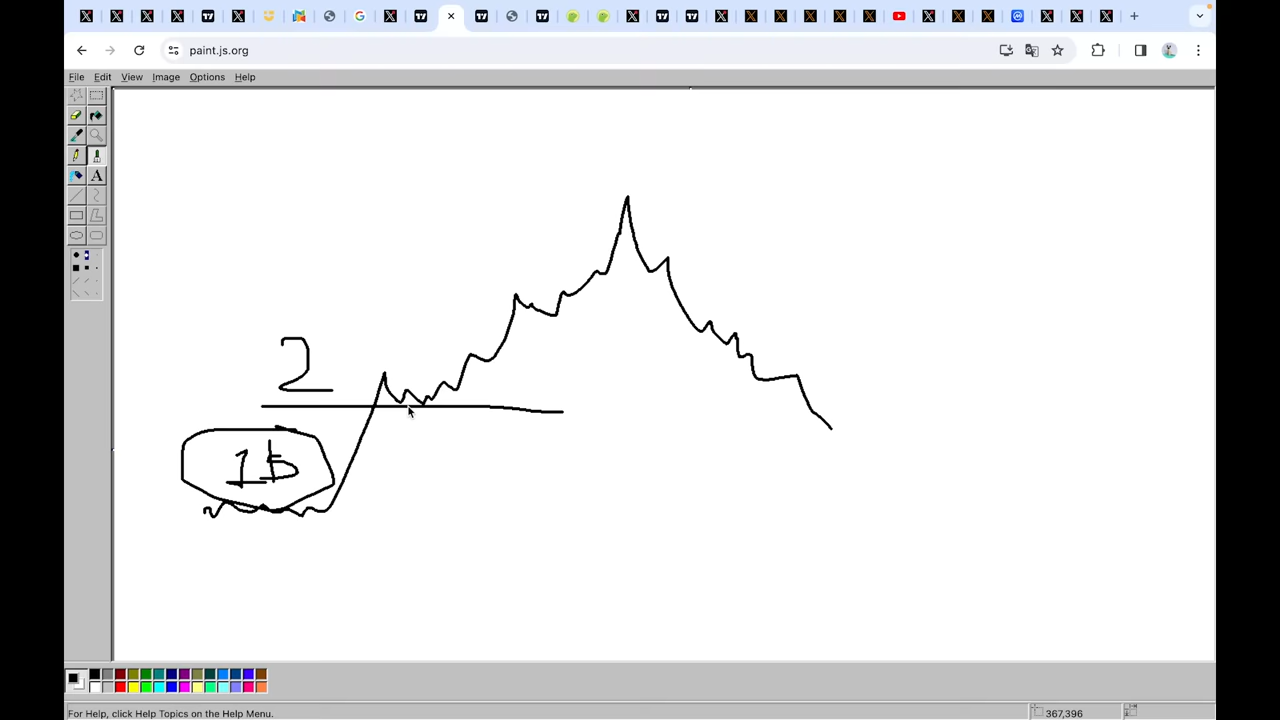 paint.js.org
File Edit View Image Options Help
2
15
For Help, click Help Topics on the Help Menu.
367,396